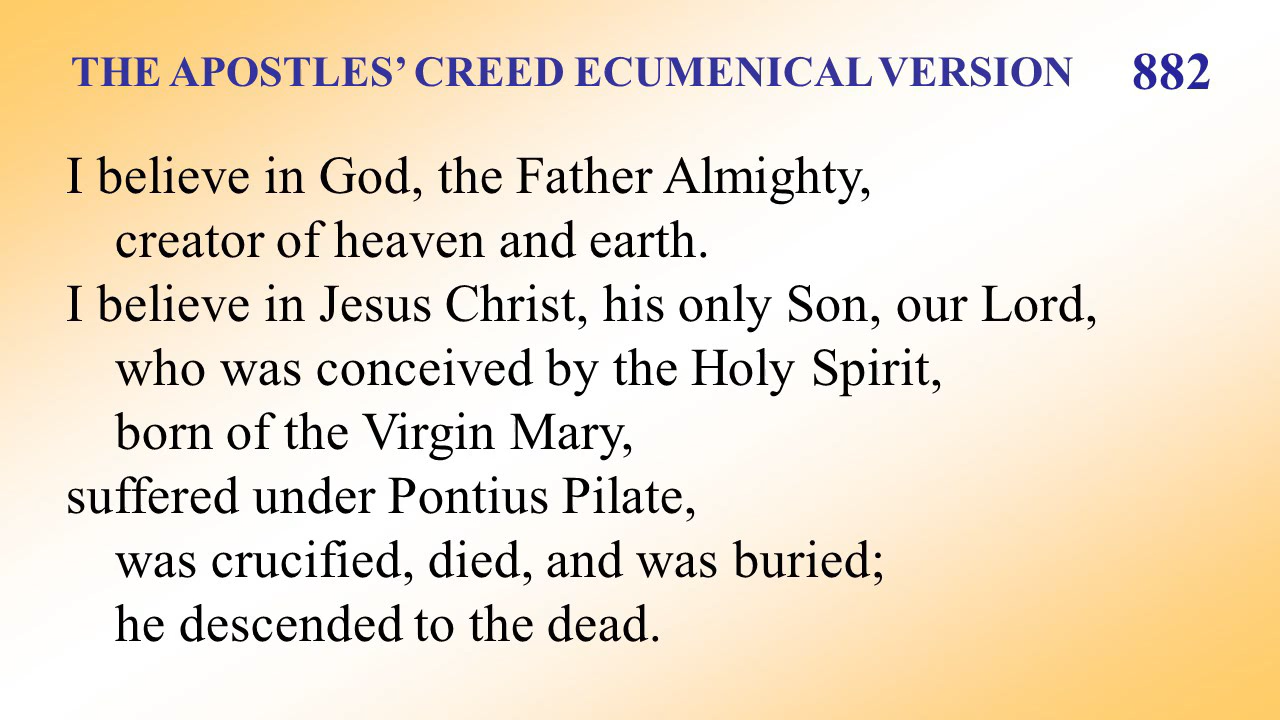 THE APOSTLES’ CREED ECUMENICAL VERSION 882
I believe in God, the Father Almighty,
creator of heaven and earth.
I believe in Jesus Christ, his only Son, our Lord,
who was conceived by the Holy Spirit,
born of the Virgin Mary,
suffered under Pontius Pilate,
was crucified, died, and was buried;
he descended to the dead.